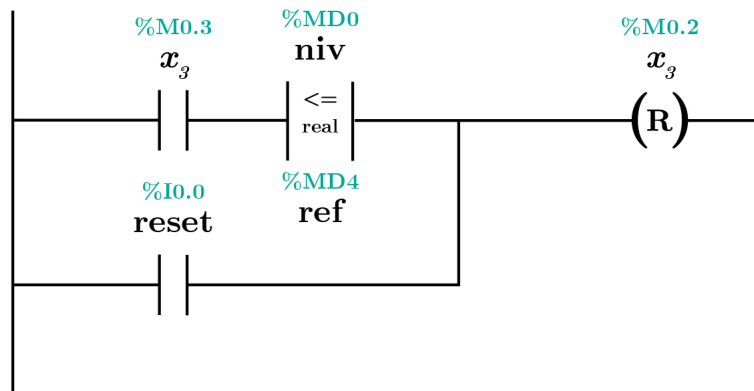 %M0.3
x₃
%MD0
niv
<=
real
%MD4
ref
%M0.2
x₃
(R)
%I0.0
reset